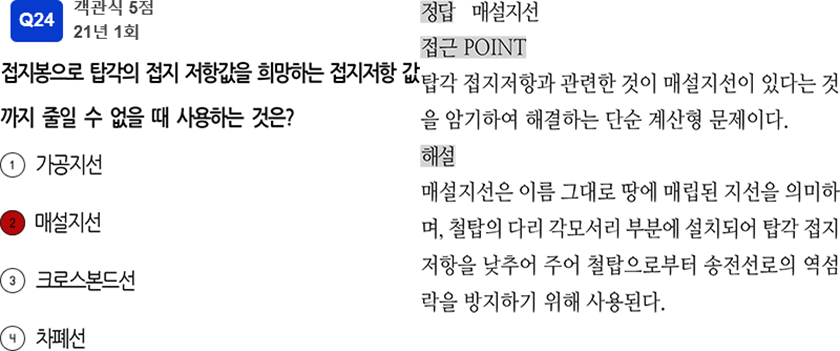 Q24
객관식 5점
21년 1회
접지봉으로 탑각의 접지 저항값을 희망하는 접지저항 값
까지 줄일 수 없을 때 사용하는 것은?
1 가공지선
2 매설지선
3 크로스본드선
4 차폐선
정답 매설지선
접근 POINT
탑각 접지저항과 관련한 것이 매설지선이 있다는 것
을 암기하여 해결하는 단순 계산형 문제이다.
해설
매설지선은 이름 그대로 땅에 매립된 지선을 의미하
며, 철탑의 다리 각모서리 부분에 설치되어 탑각 접지
저항을 낮추어 주어 철탑으로부터 송전선로의 역섬
락을 방지하기 위해 사용된다.